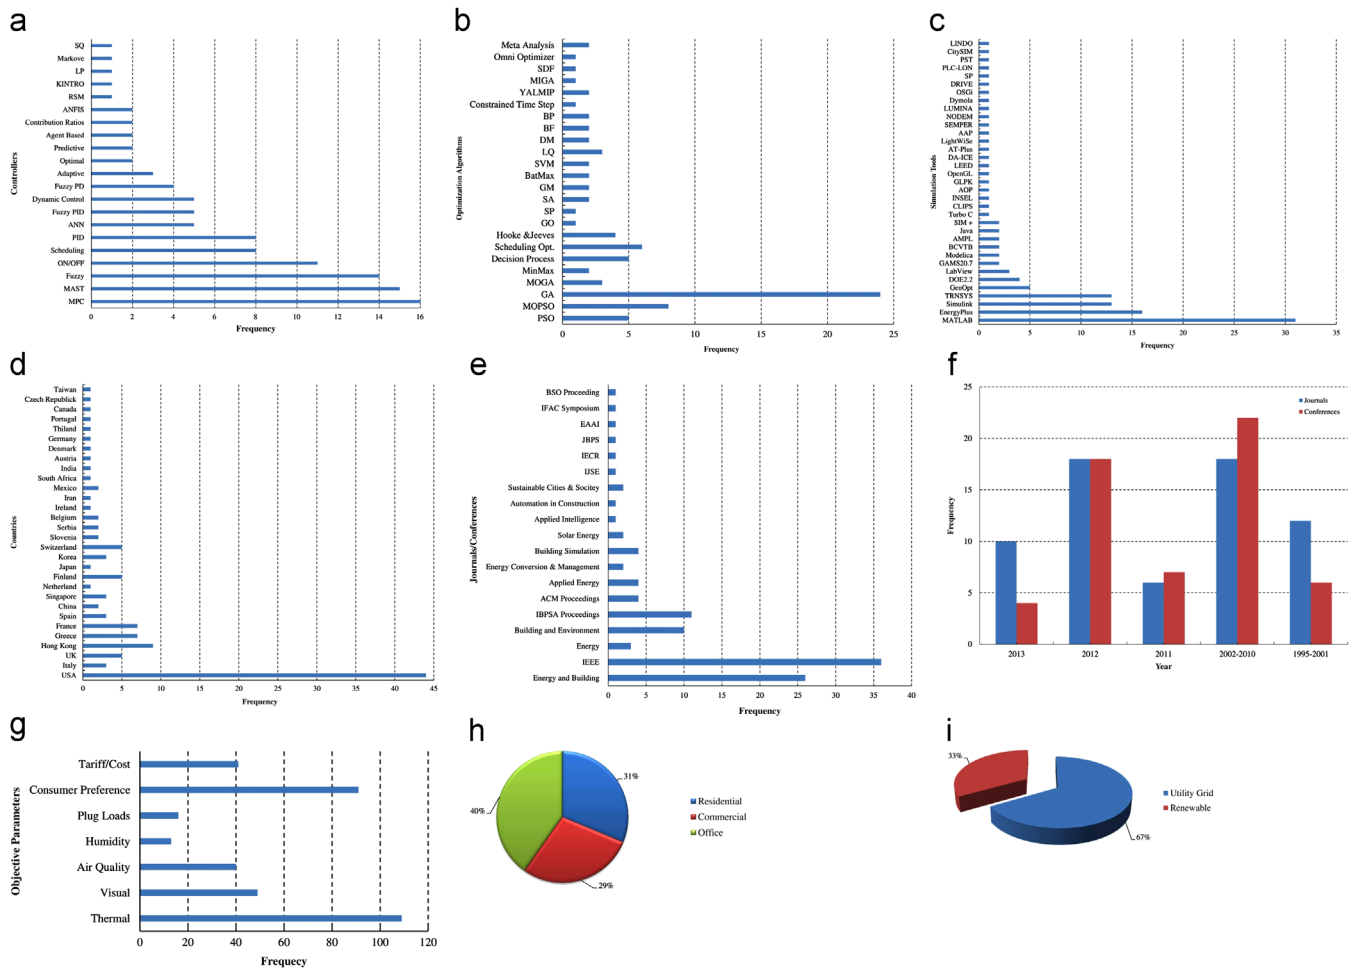 a
SQ
Markove
LP
KINTRO
RSM
ANFIS
Contribution Ratios
Agent Based
Predictive
Optimal
Adaptive
Fuzzy PD
Dynamic Control
Fuzzy PID
ANN
PID
Scheduling
ON/OFF
Fuzzy
MAST
MPC
Controllers
0 2 4 6 8 10 12 14 16
Frequency
b
Meta Analysis
Omni Optimizer
SDF
MIGA
YALMIP
Constrained Time Step
BP
BF
DM
LQ
SVM
BatMax
GM
SA
SP
GO
Hooke &Jeeves
Scheduling Opt.
Decision Process
MinMax
MOGA
GA
MOPSO
PSO
Optimization Algorithms
0 5 10 15 20 25
Frequency
c
LINDO
CitySIM
PST
PLC-LON
SP
DRIVE
OSGi
Dymola
LUMINA
NODEM
SEMPER
AAP
LightWiSe
AT-Plus
DA-ICE
LEED
OpenGL
GLPK
AOP
INSEL
CLIPS
Turbo C
SIM +
Java
AMPL
BCVTB
Modelica
GAMS20.7
LabView
DOE2.2
GenOpt
TRNSYS
Simulink
EnergyPlus
MATLAB
Simulation Tools
0 5 10 15 20 25 30 35
Frequency
d
Taiwan
Czech Republick
Canada
Portugal
Thiland
Germany
Denmark
Austria
India
South Africa
Mexico
Iran
Ireland
Belgium
Serbia
Slovenia
Switzerland
Korea
Japan
Finland
Netherland
Singapore
China
Spain
France
Greece
Hong Kong
UK
Italy
USA
Countries
0 5 10 15 20 25 30 35 40 45
Frequency
e
BSO Proceeding
IFAC Symposium
EAAI
JBPS
IECR
IJSE
Sustainable Cities & Socitey
Automation in Construction
Applied Intelligence
Solar Energy
Building Simulation
Energy Conversion & Management
Applied Energy
ACM Proceedings
IBPSA Proceedings
Building and Environment
Energy
IEEE
Energy and Building
Journals/Conferences
0 5 10 15 20 25 30 35 40
Frequency
f
25
20
15
10
5
0
Frequency
Journals
Conferences
2013 2012 2011 2002-2010 1995-2001
Year
g
Tariff/Cost
Consumer Preference
Plug Loads
Humidity
Air Quality
Visual
Thermal
Objective Parameters
0 20 40 60 80 100 120
Frequecy
h
31%
40%
29%
Residential
Commercial
Office
i
33%
67%
Utility Grid
Renewable